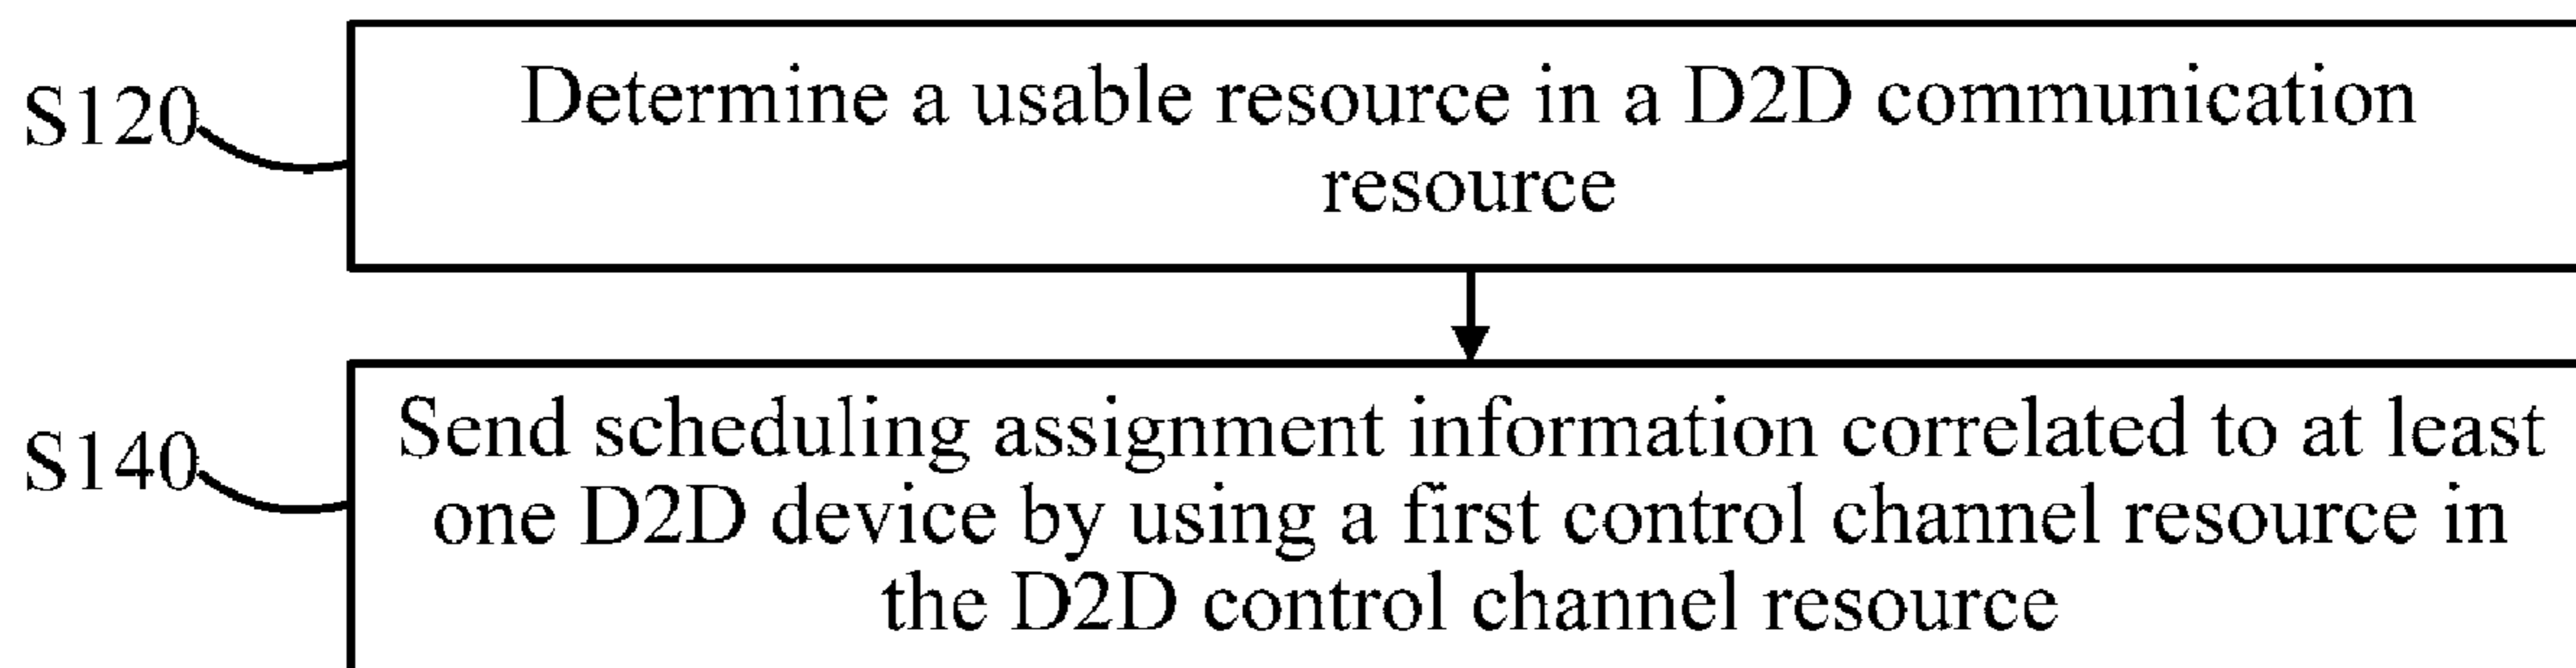 S120
Determine a usable resource in a D2D communication
resource
S140
Send scheduling assignment information correlated to at least
one D2D device by using a first control channel resource in
the D2D control channel resource